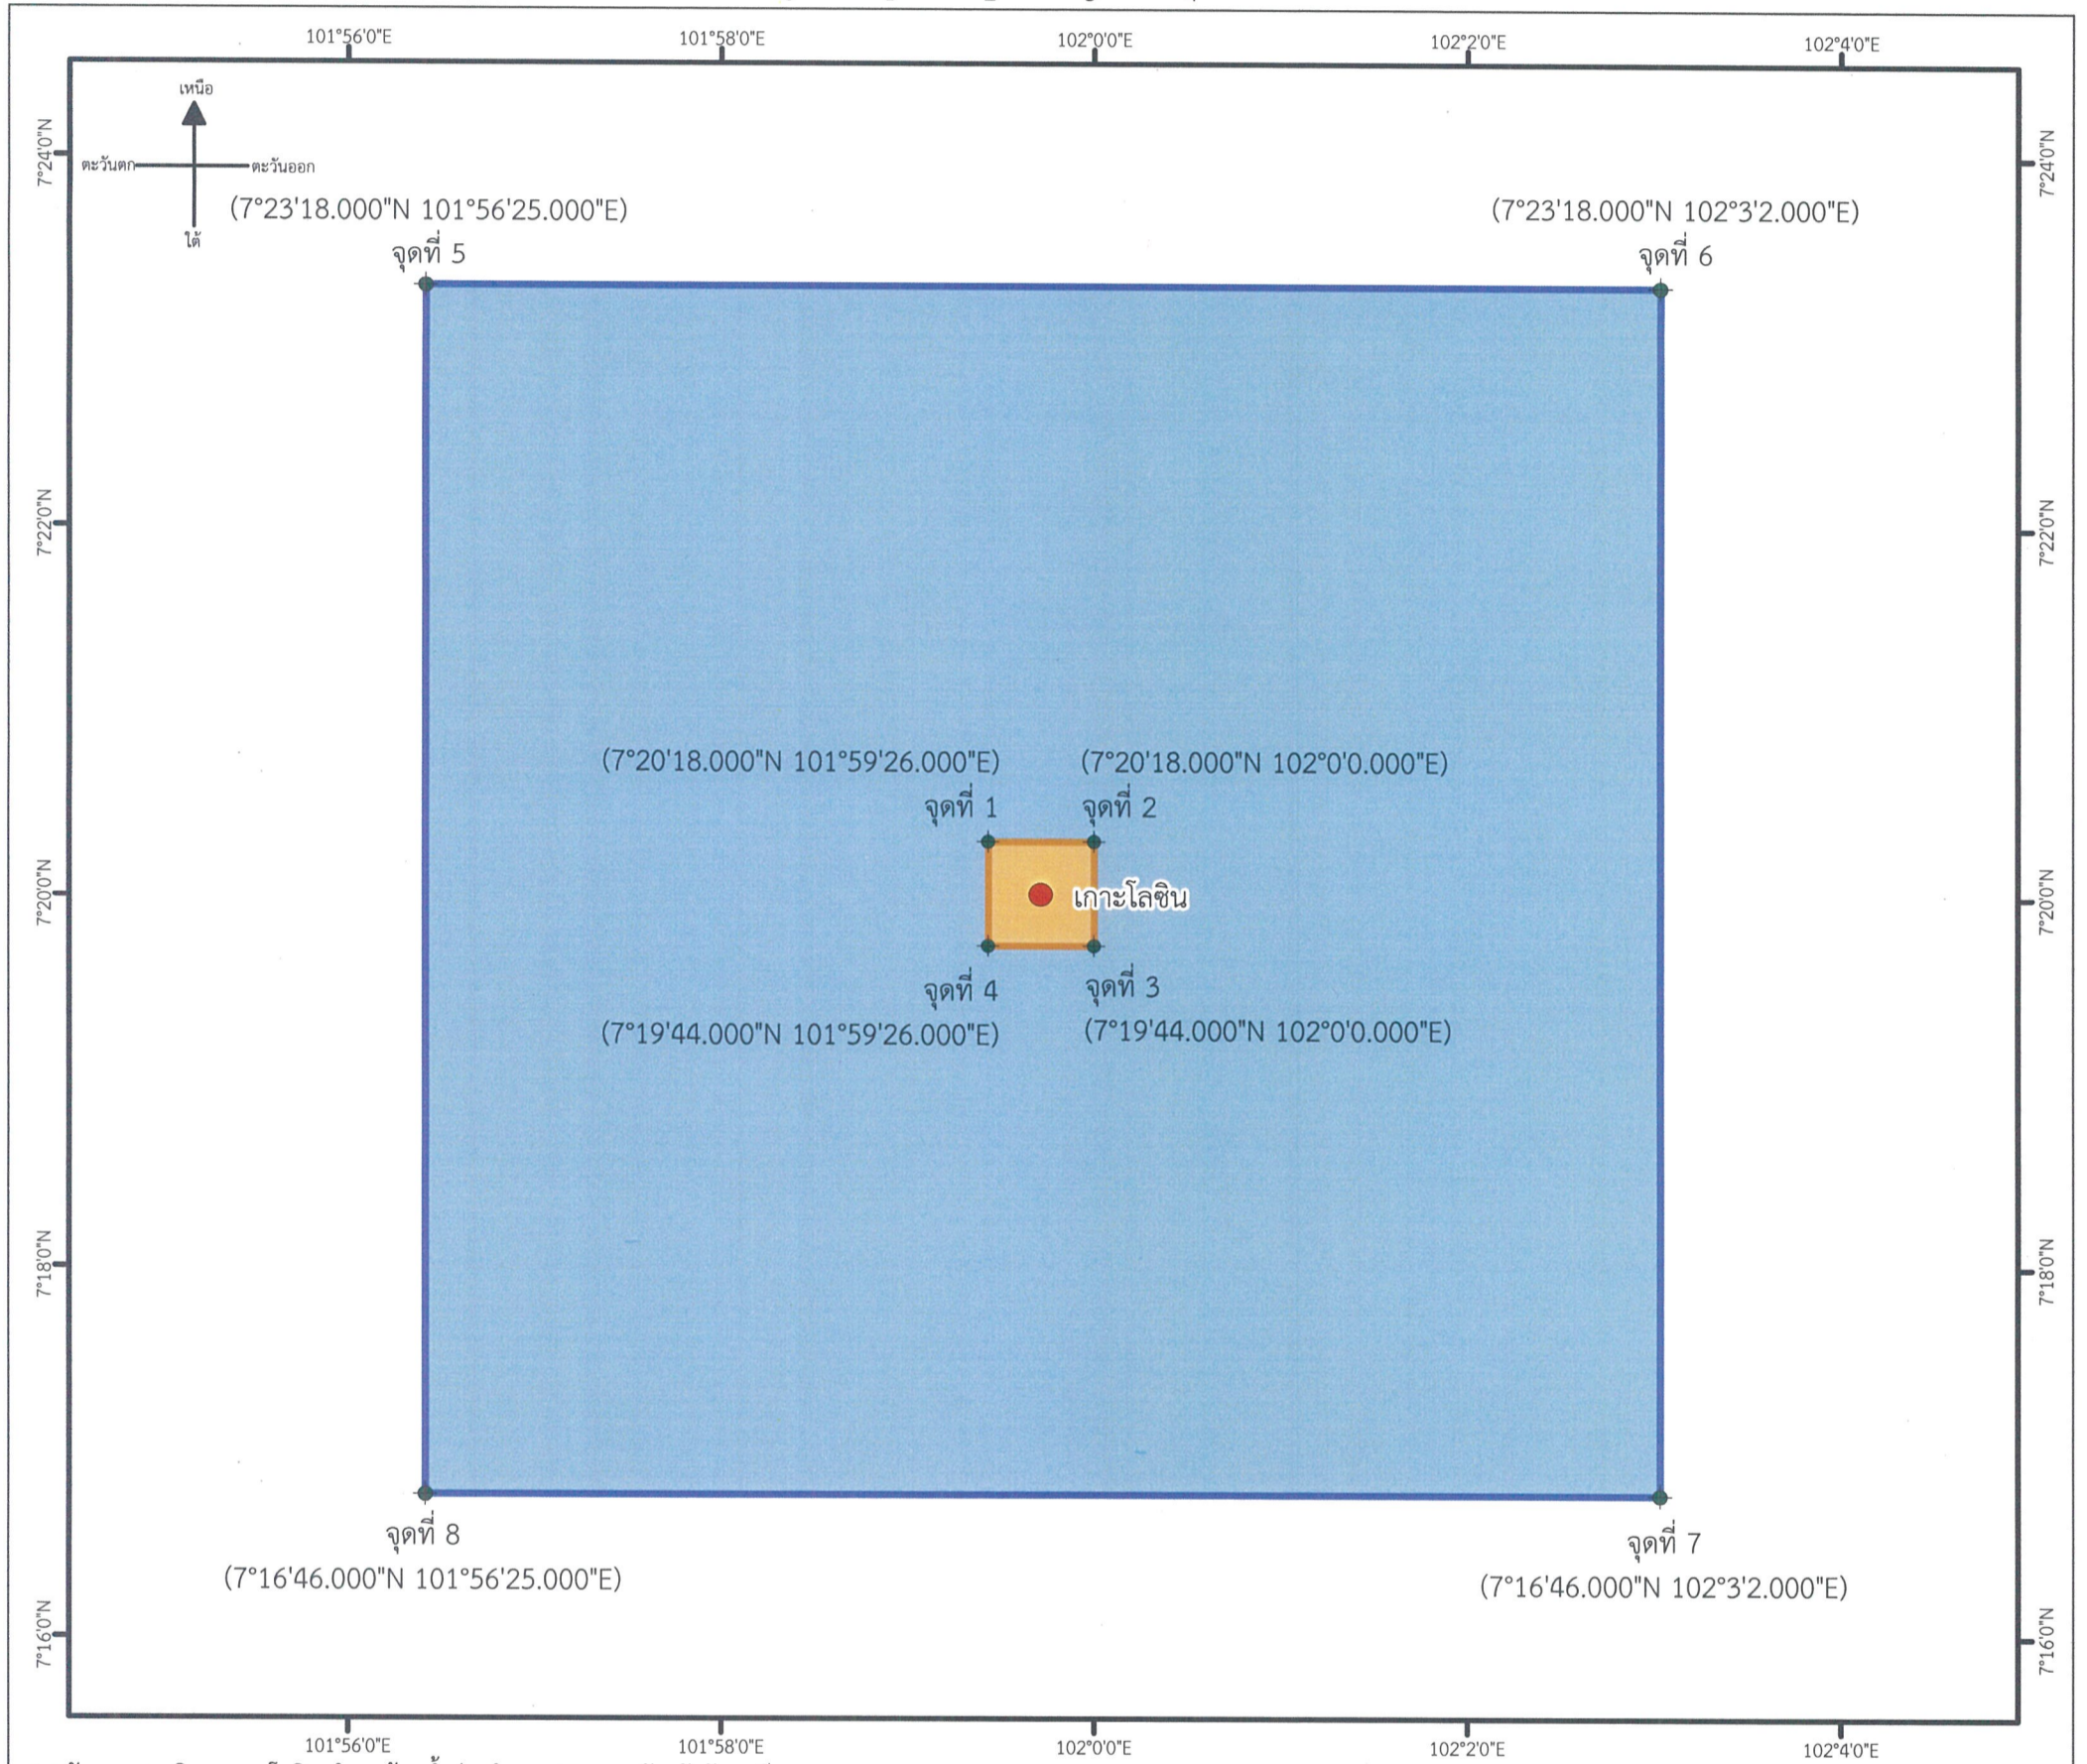 101°56'0"E 101°58'0"E 102°0'0"E 102°2'0"E 102°4'0"E
เหนือ
ตะวันตก ตะวันออก
ใต้
7°24'0"N 7°24'0"N
(7°23'18.000"N 101°56'25.000"E) (7°23'18.000"N 102°3'2.000"E)
จุดที่ 5 จุดที่ 6
7°22'0"N 7°22'0"N
(7°20'18.000"N 101°59'26.000"E) (7°20'18.000"N 102°0'0.000"E)
จุดที่ 1 จุดที่ 2
7°20'0"N เกาะโลซิน 7°20'0"N
จุดที่ 4 จุดที่ 3
(7°19'44.000"N 101°59'26.000"E) (7°19'44.000"N 102°0'0.000"E)
7°18'0"N 7°18'0"N
จุดที่ 8 จุดที่ 7
(7°16'46.000"N 101°56'25.000"E) (7°16'46.000"N 102°3'2.000"E)
7°16'0"N 7°16'0"N
101°56'0"E 101°58'0"E 102°0'0"E 102°2'0"E 102°4'0"E